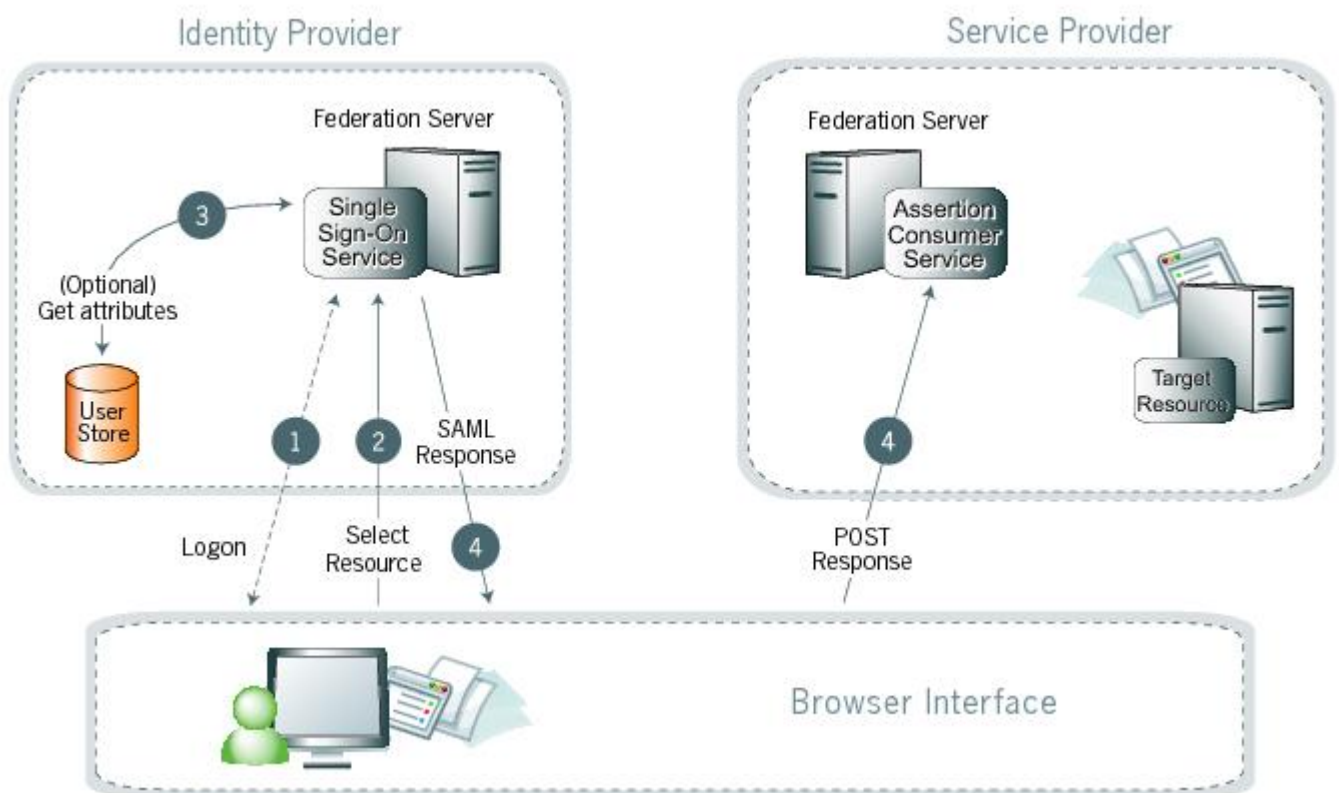 Identity Provider
Service Provider
Federation Server
Single
Sign-On
Service
3
(Optional)
Get attributes
User
Store
1
2
SAML
Response
Logon
Select
Resource
4
Federation Server
Assertion
Consumer
Service
Target
Resource
4
POST
Response
Browser Interface